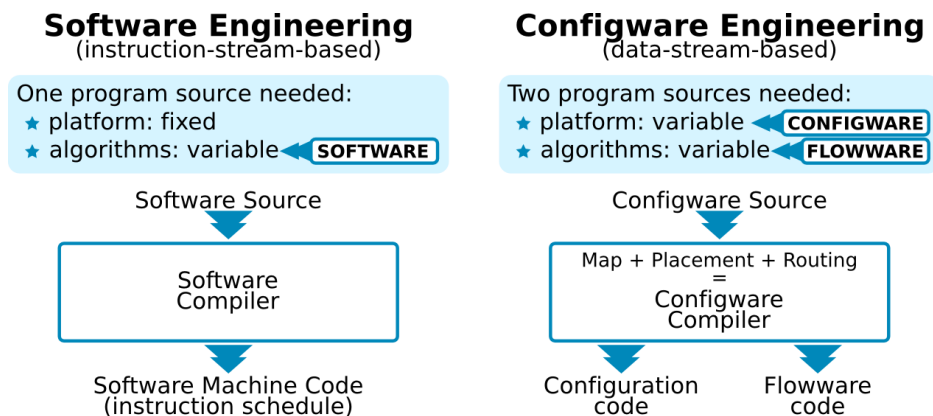 Software Engineering
(instruction-stream-based)
One program source needed:
platform: fixed
algorithms: variable SOFTWARE
Software Source
Software
Compiler
Software Machine Code
(instruction schedule)
Configware Engineering
(data-stream-based)
Two program sources needed:
platform: variable CONFIGWARE
algorithms: variable FLOWWARE
Configware Source
Map + Placement + Routing
=
Configware
Compiler
Configuration
code
Flowware
code